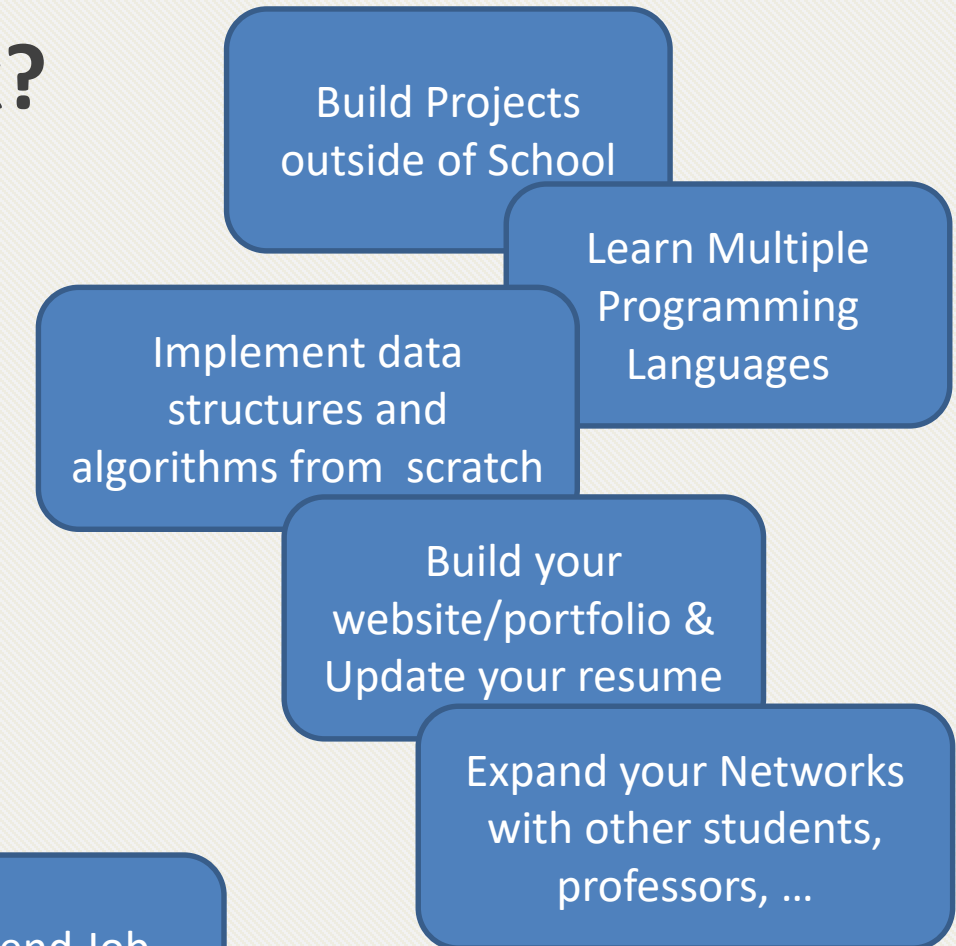 ?
Build Projects
outside of School
Learn Multiple
Programming
Languages
Implement data
structures and
algorithms from  scratch
Build your
website/portfolio &
Update your resume
Expand your Networks
with other students,
professors, ...
Job